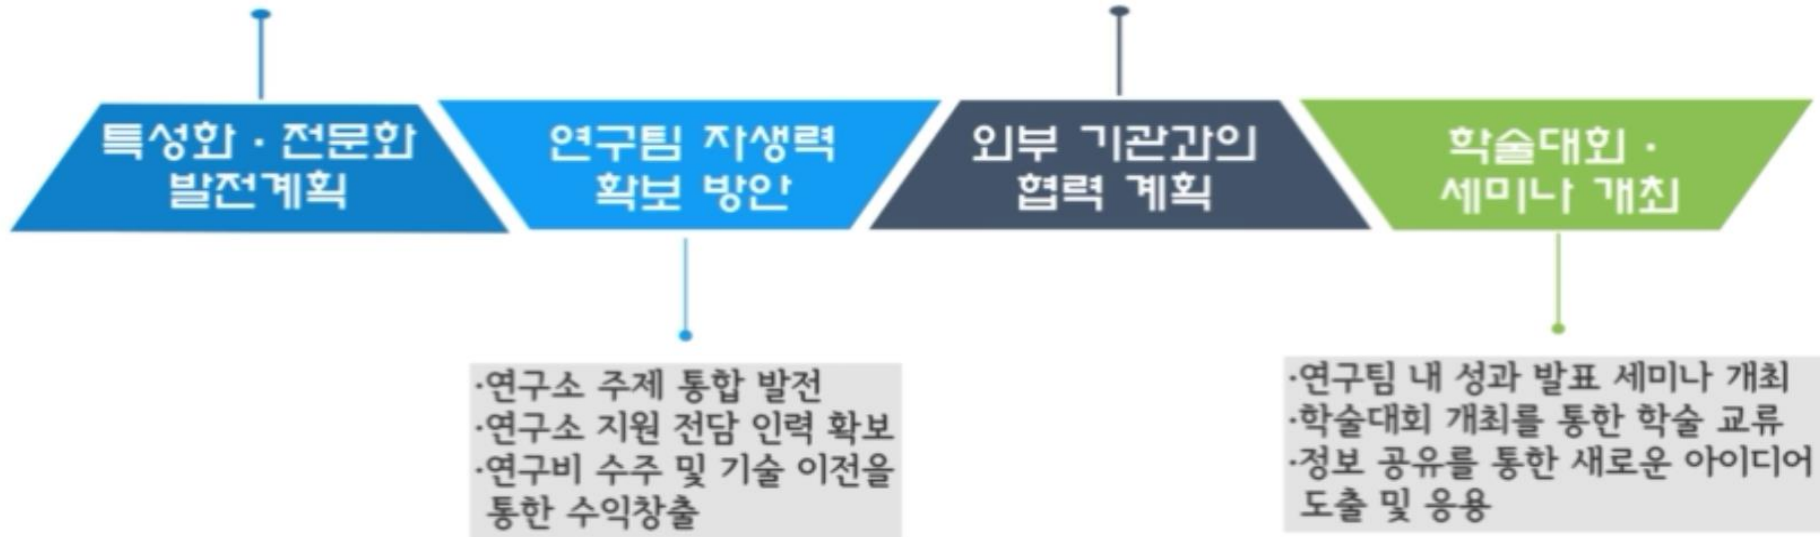 특성화 · 전문화
발전계획
연구팀 자생력
확보 방안
외부 기관과의
협력 계획
학술대회 ·
세미나 개최
·연구소 주제 통합 발전
·연구소 지원 전담 인력 확보
·연구비 수주 및 기술 이전을
통한 수익창출
·연구팀 내 성과 발표 세미나 개최
·학술대회 개최를 통한 학술 교류
·정보 공유를 통한 새로운 아이디어
도출 및 응용